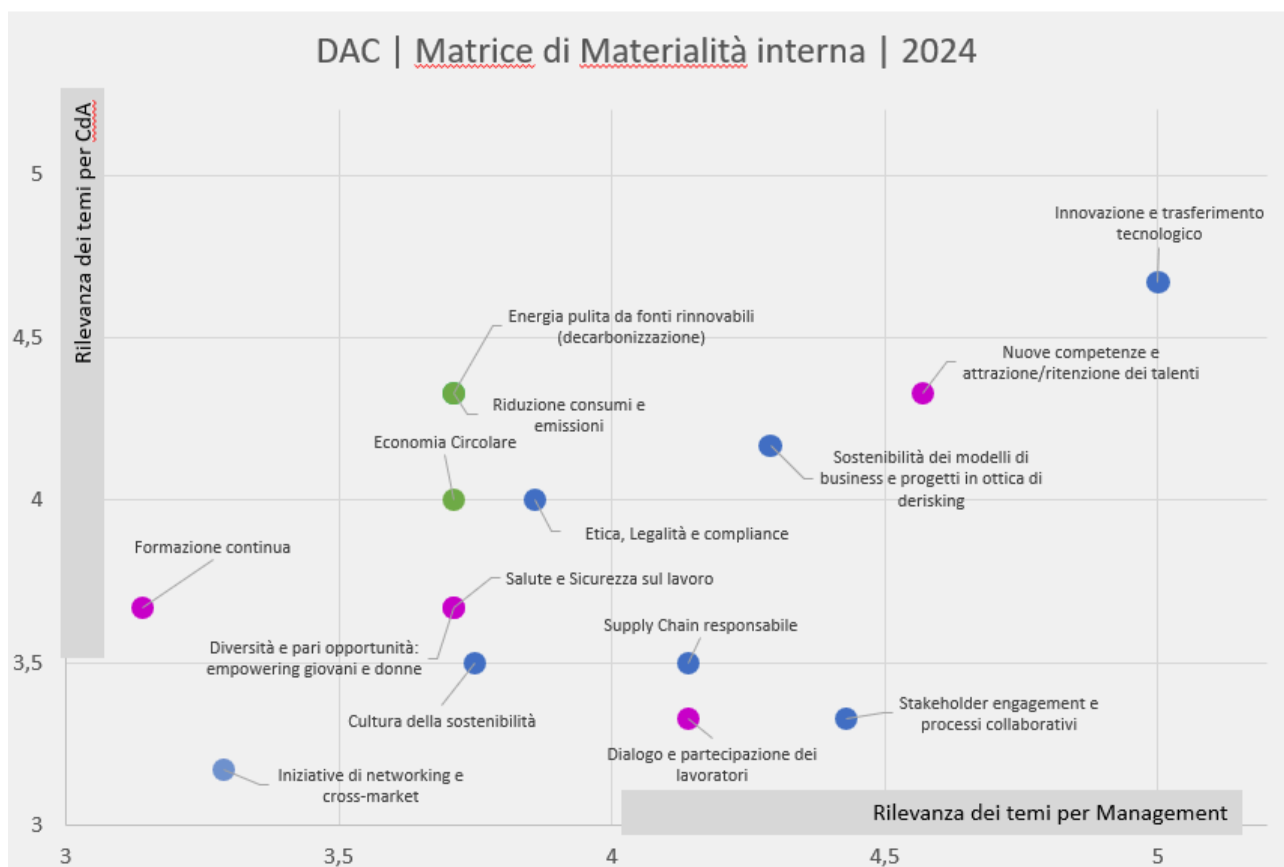 DAC | Matrice di Materialità interna | 2024
Rilevanza dei temi per CdA
5
Innovazione e trasferimento
tecnologico
Energia pulita da fonti rinnovabili
(decarbonizzazione)
4,5
Nuove competenze e
attrazione/ritenzione dei talenti
Riduzione consumi e
emissioni
Economia Circolare
Sostenibilità dei modelli di
business e progetti in ottica di
derisking
4
Etica, Legalità e compliance
Formazione continua
Salute e Sicurezza sul lavoro
Supply Chain responsabile
Diversità e pari opportunità:
empowering giovani e donne
3,5
Cultura della sostenibilità
Stakeholder engagement e
processi collaborativi
Dialogo e partecipazione dei
lavoratori
Iniziative di networking e
cross-market
Rilevanza dei temi per Management
3
3
3,5
4
4,5
5